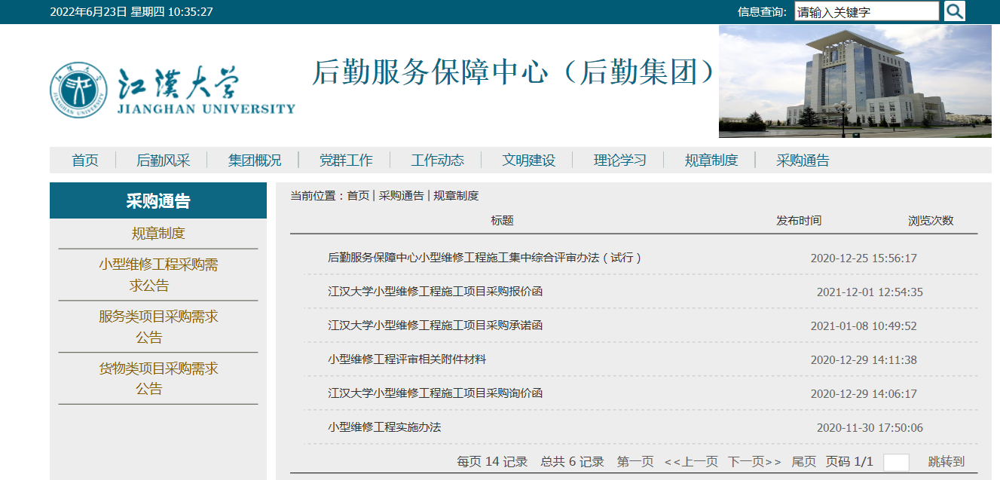 2022年6月23日 星期四 10:35:27
信息查询: 请输入关键字
江漢大学
JIANGHAN UNIVERSITY
后勤服务保障中心（后勤集团）
首页 后勤风采 集团概况 党群工作 工作动态 文明建设 理论学习 规章制度 采购通告
采购通告
规章制度
小型维修工程采购需
求公告
服务类项目采购需求
公告
货物类项目采购需求
公告
当前位置：首页 | 采购通告 | 规章制度
标题 发布时间 浏览次数
后勤服务保障中心小型维修工程施工集中综合评审办法（试行） 2020-12-25 15:56:17
江汉大学小型维修工程施工项目采购报价函 2021-12-01 12:54:35
江汉大学小型维修工程施工项目采购承诺函 2021-01-08 10:49:52
小型维修工程评审相关附件材料 2020-12-29 14:11:38
江汉大学小型维修工程施工项目采购询价函 2020-12-29 14:06:17
小型维修工程实施办法 2020-11-30 17:50:06
每页 14 记录 总共 6 记录 第一页 <<上一页 下一页>> 尾页 页码 1/1 跳转到